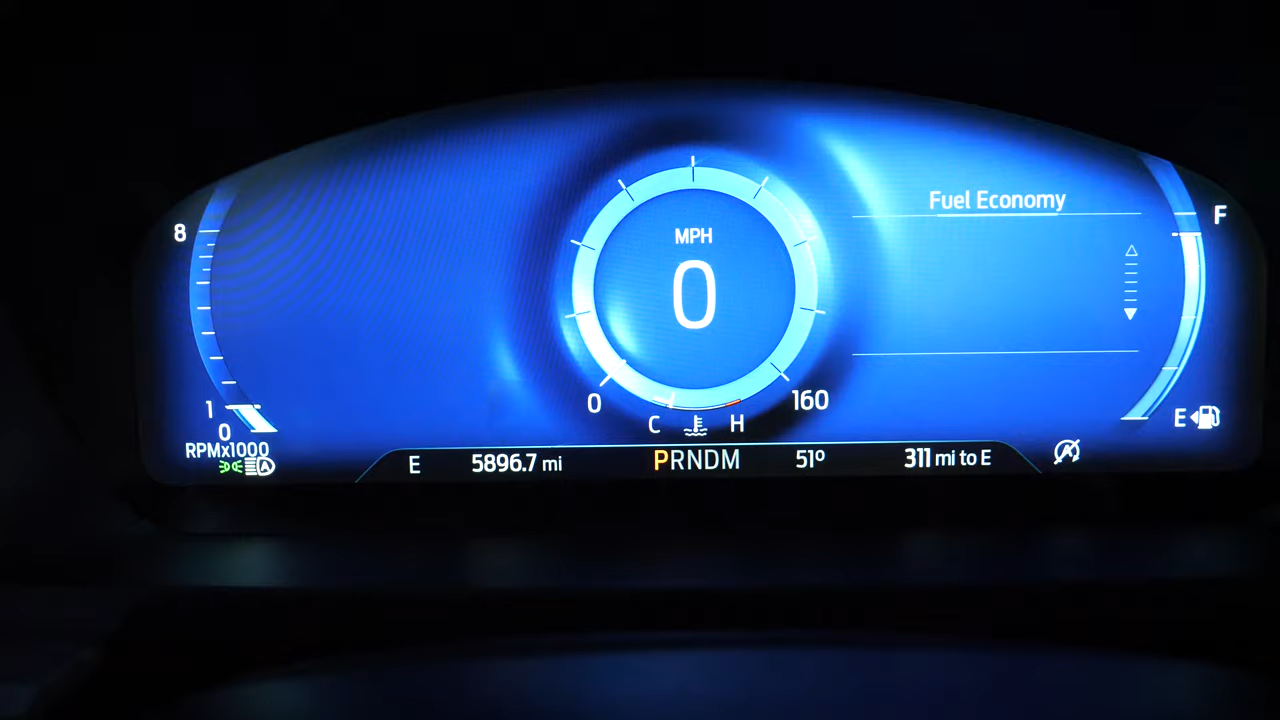 Fuel Economy
F
8
MPH
0
0
160
1
0
C
H
E
RPMx1000
A
E
5896.7 mi
PRNDM
51º
311 mi to E
A